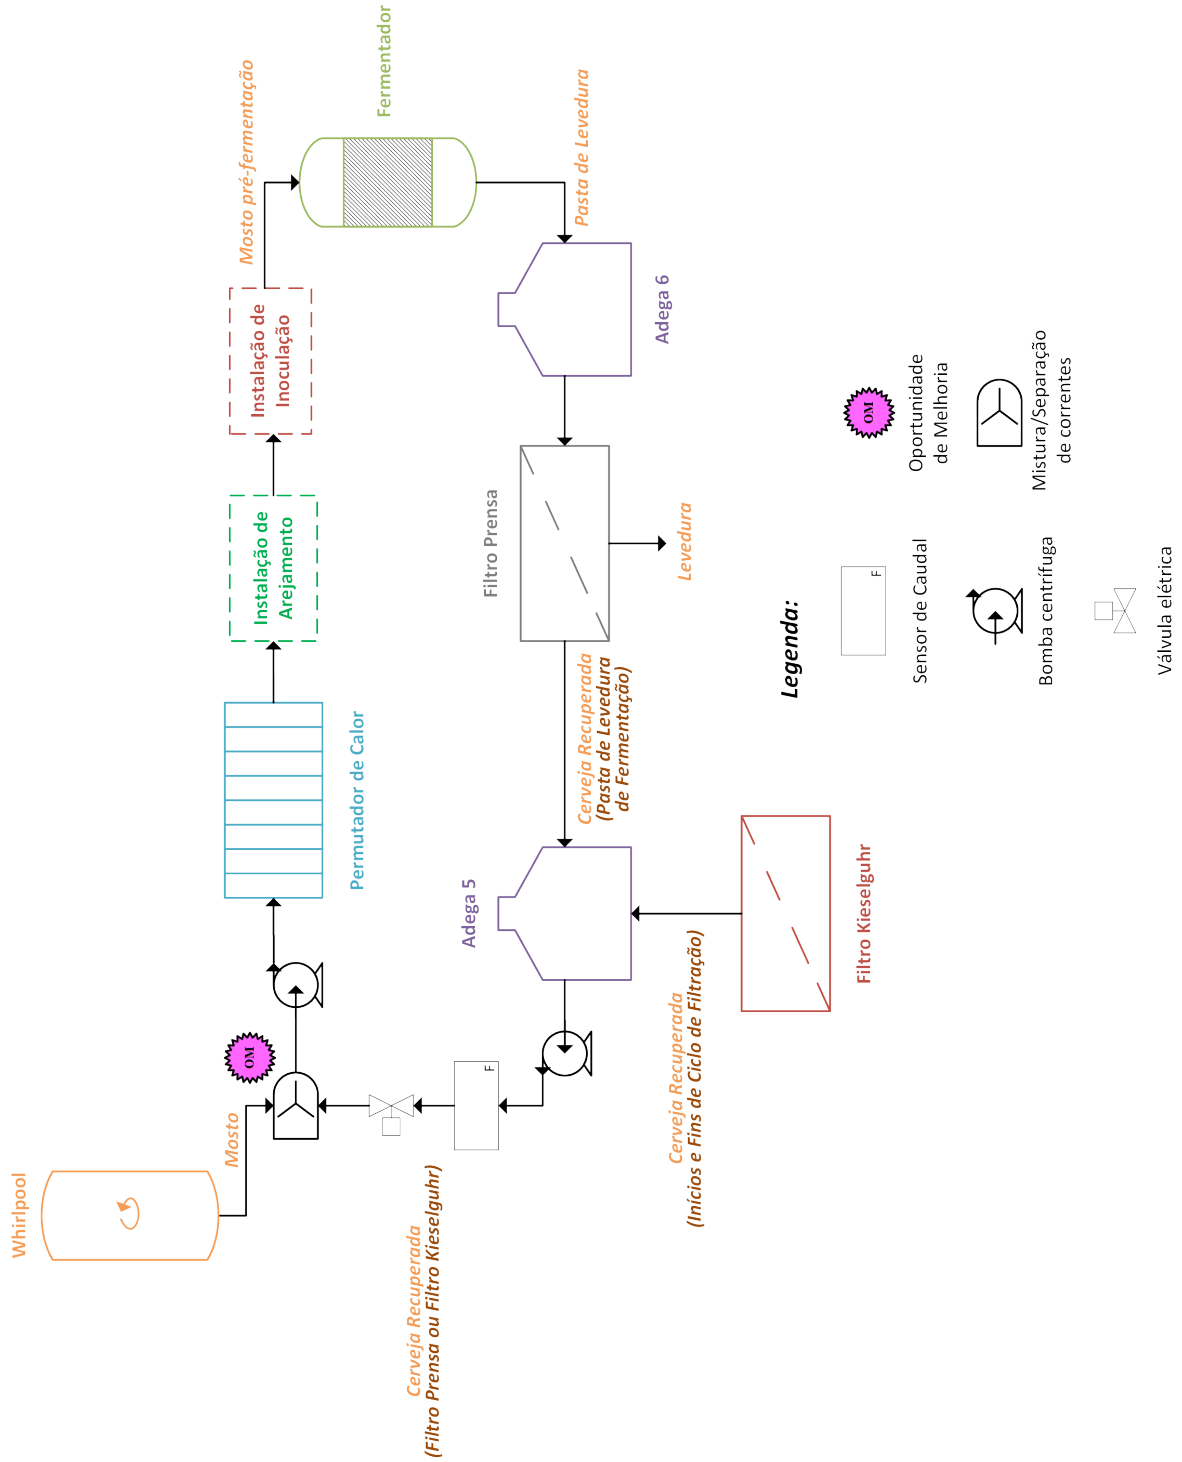 Whirlpool
Mosto
OM
Permutador de Calor
Instalação de
Arejamento
Instalação de
Inoculação
Mosto pré-fermentação
Fermentador
Cerveja Recuperada
(Filtro Prensa ou Filtro Kieselguhr)
F
Adega 5
Cerveja Recuperada
(Pasta de Levedura
de Fermentação)
Filtro Prensa
Levedura
Adega 6
Pasta de Levedura
Cerveja Recuperada
(Inícios e Fins de Ciclo de Filtração)
Filtro Kieselguhr
Legenda:
F
Sensor de Caudal
OM
Oportunidade
de Melhoria
Bomba centrífuga
Mistura/Separação
de correntes
Válvula elétrica